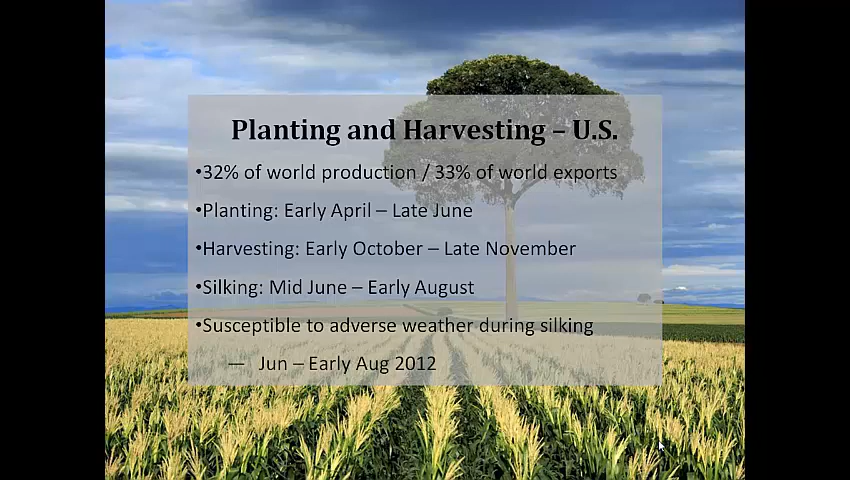 Planting and Harvesting – U.S.
•32% of world production / 33% of world exports
•Planting: Early April – Late June
•Harvesting: Early October – Late November
•Silking: Mid June – Early August
•Susceptible to adverse weather during silking
— Jun – Early Aug 2012